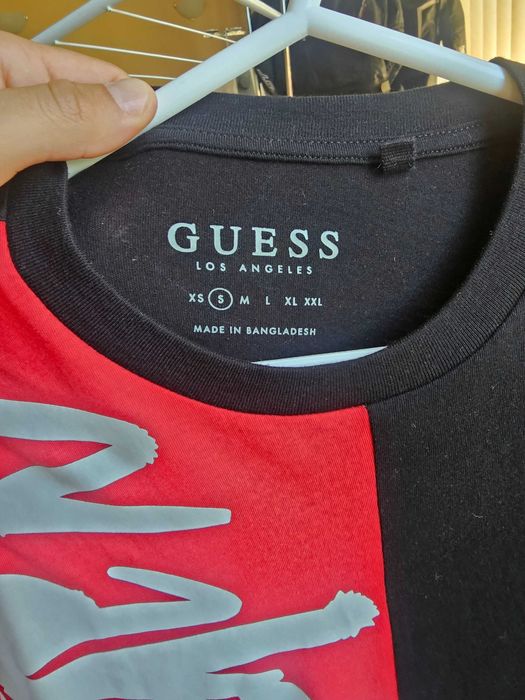 GUESS
LOS ANGELES
XS S M L XL XXL
MADE IN BANGLADESH